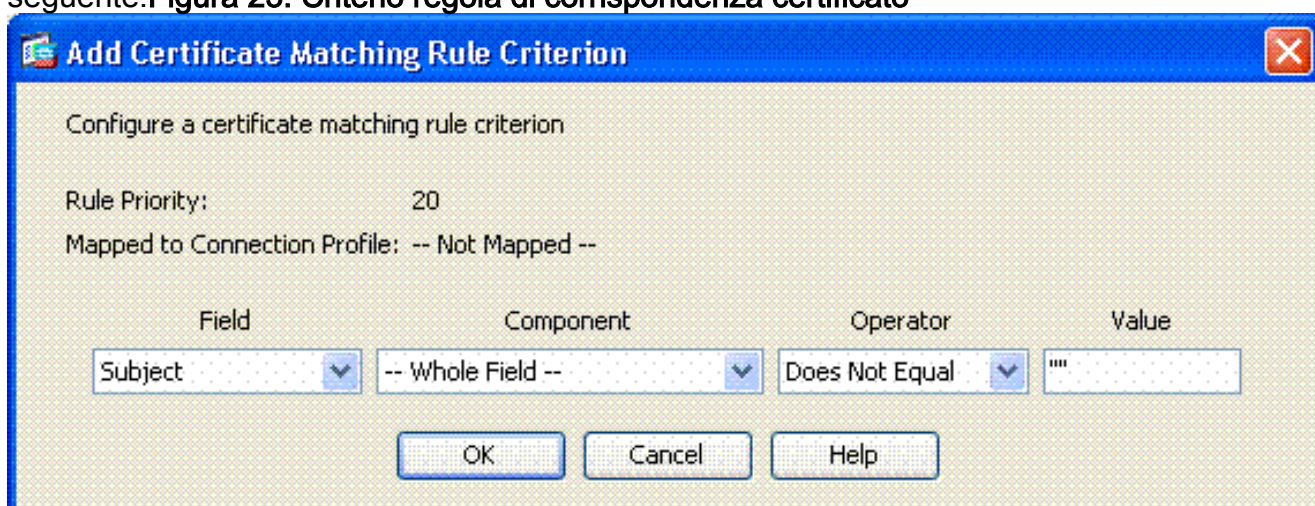 seguente:Figura 23. Criterio regola di corrispondenza certificato
Add Certificate Matching Rule Criterion
Configure a certificate matching rule criterion
Rule Priority: 20
Mapped to Connection Profile: -- Not Mapped --
Field Component Operator Value
Subject -- Whole Field -- Does Not Equal ""
OK Cancel Help